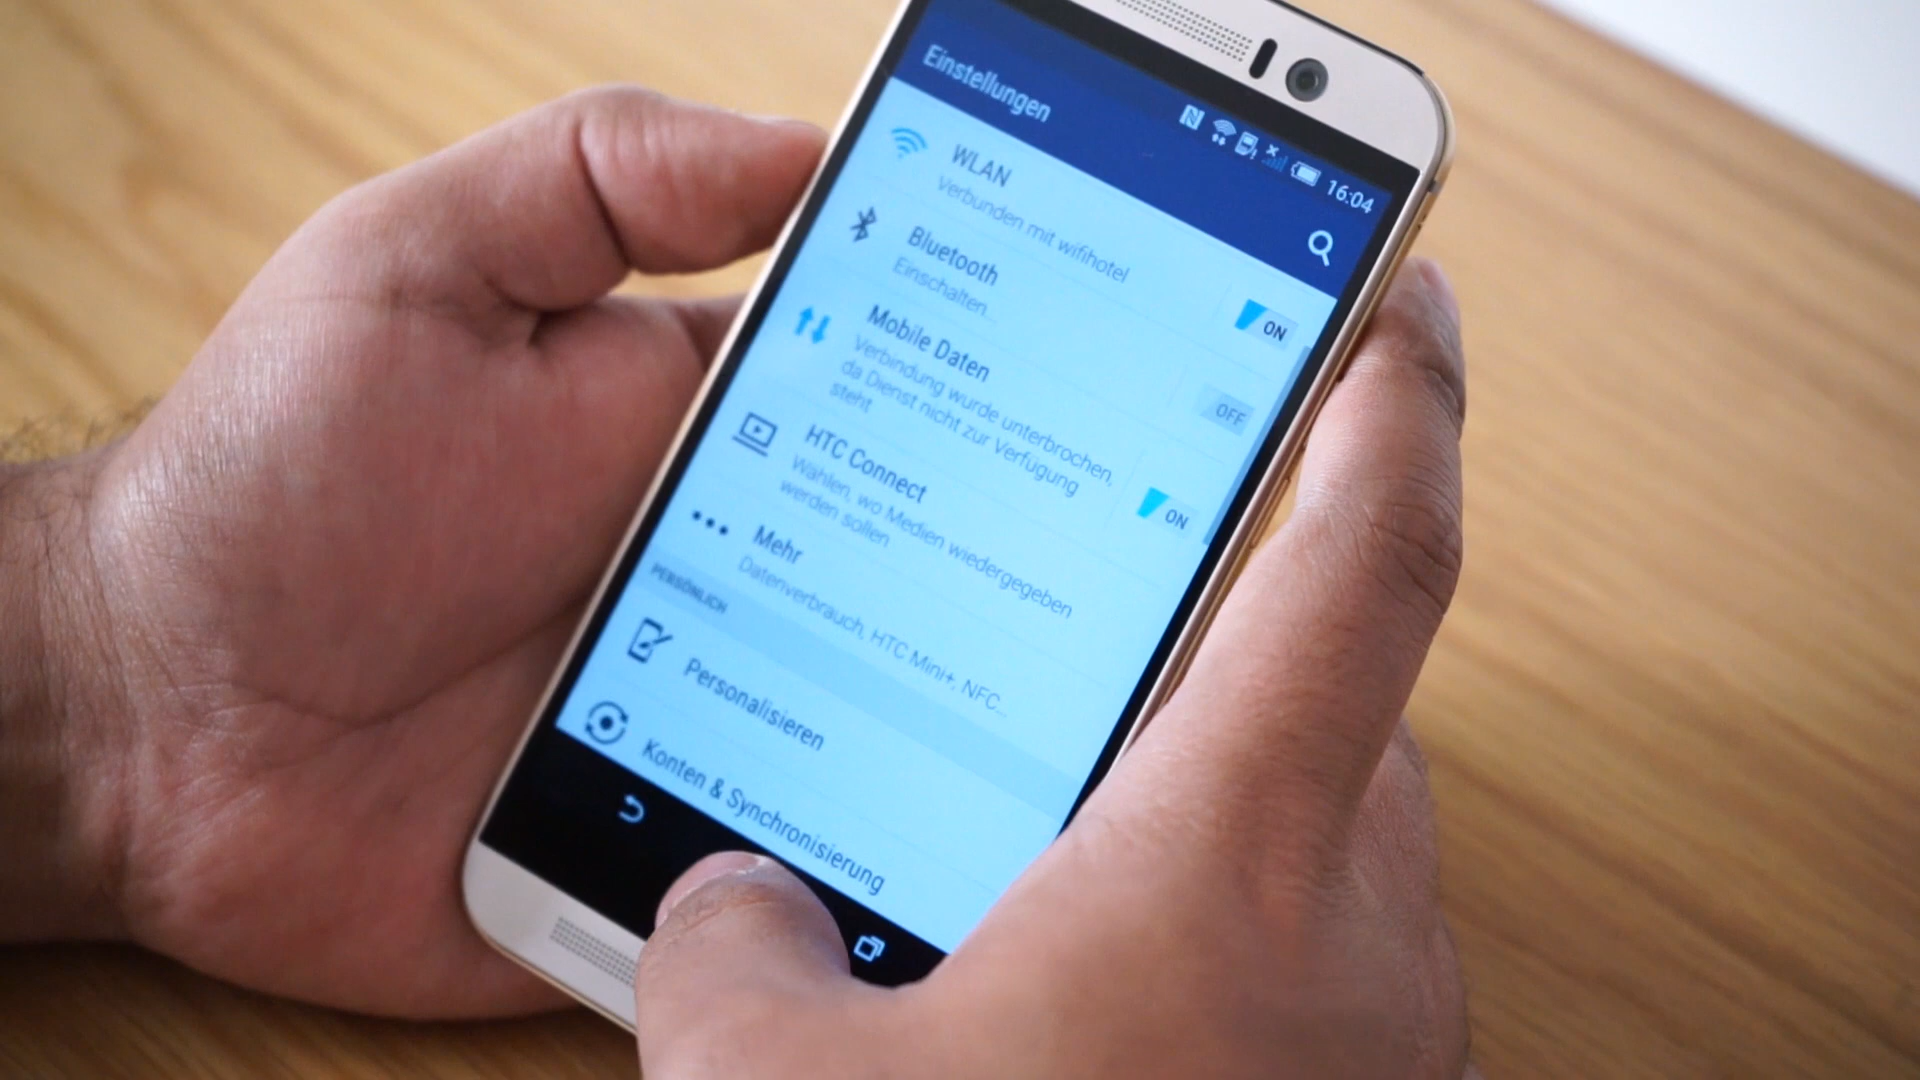 16:04
Einstellungen
WLAN
Verbunden mit wifihotel
ON
Bluetooth
Einschalten...
OFF
Mobile Daten
Verbindung wurde unterbrochen,
da Dienst nicht zur Verfügung
steht
ON
HTC Connect
Wählen, wo Medien wiedergegeben
werden sollen
Mehr
Datenverbrauch, HTC Mini+, NFC...
PERSÖNLICH
Personalisieren
Konten & Synchronisierung